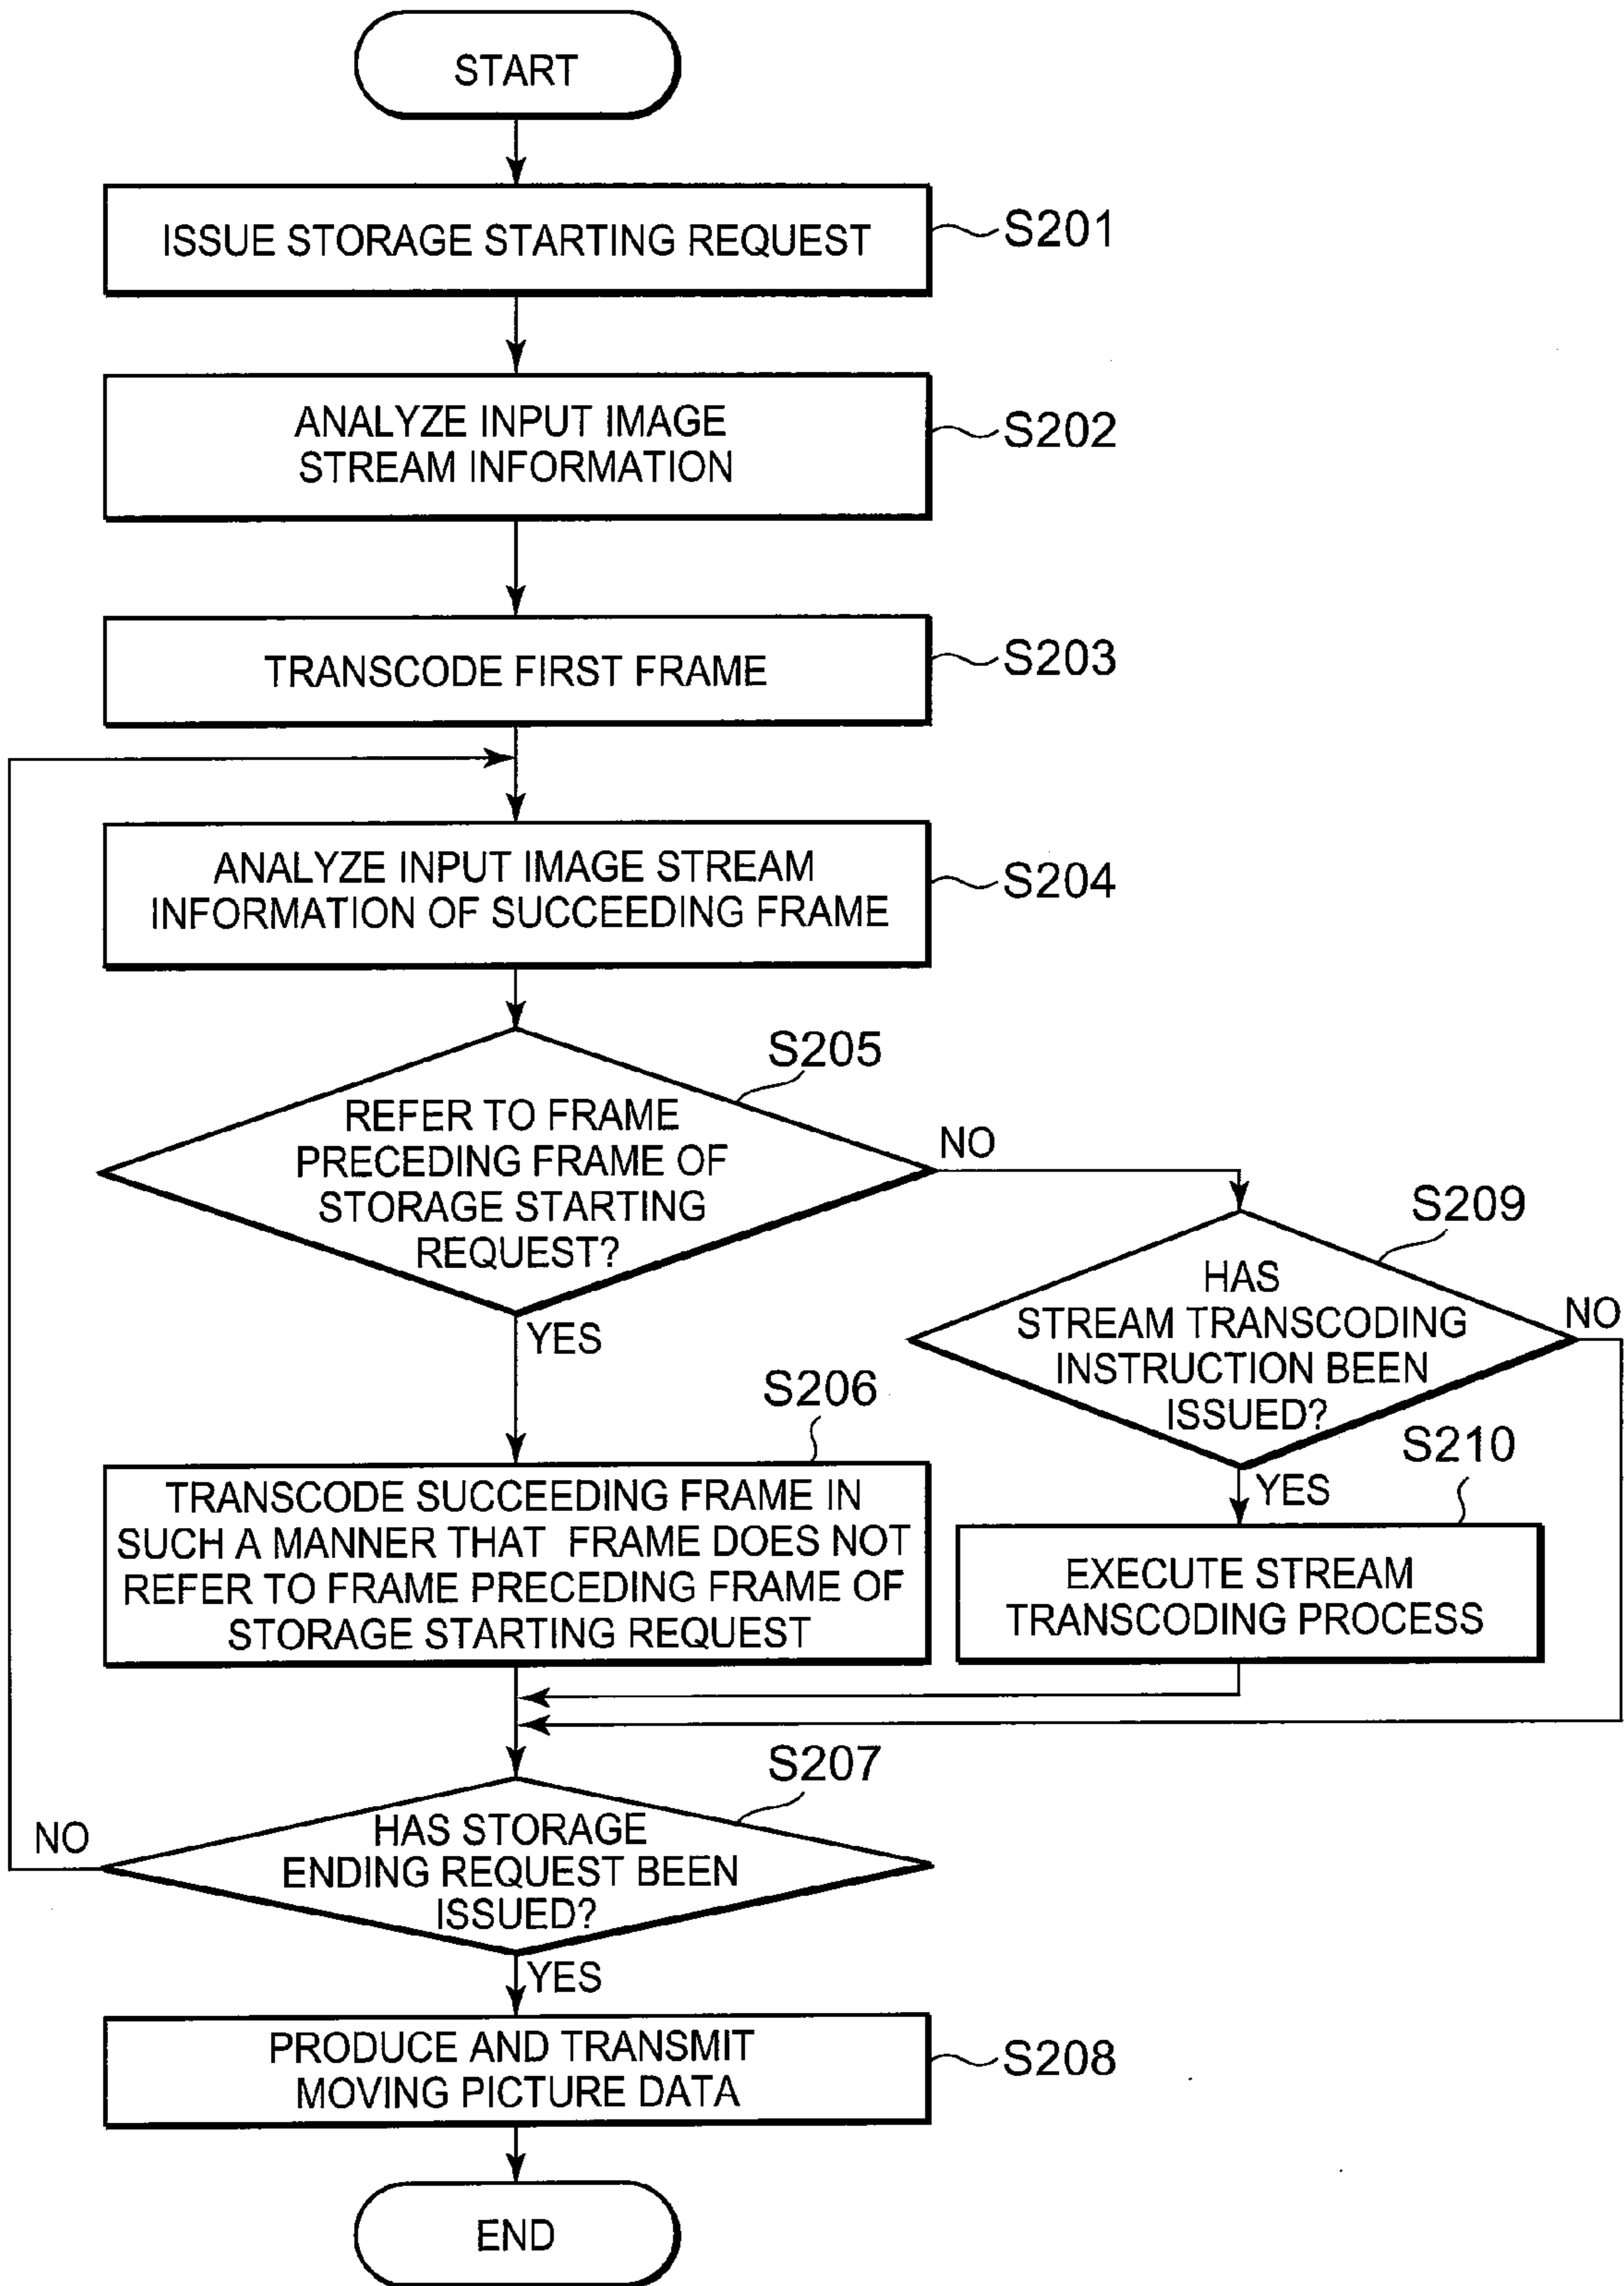 START
ISSUE STORAGE STARTING REQUEST
S201
ANALYZE INPUT IMAGE
STREAM INFORMATION
S202
TRANSCODE FIRST FRAME
S203
ANALYZE INPUT IMAGE STREAM
INFORMATION OF SUCCEEDING FRAME
S204
S205
REFER TO FRAME
PRECEDING FRAME OF
STORAGE STARTING
REQUEST?
NO
YES
S209
HAS
STREAM TRANSCODING
INSTRUCTION BEEN
ISSUED?
NO
YES
S206
TRANSCODE SUCCEEDING FRAME IN
SUCH A MANNER THAT FRAME DOES NOT
REFER TO FRAME PRECEDING FRAME OF
STORAGE STARTING REQUEST
S210
EXECUTE STREAM
TRANSCODING PROCESS
S207
HAS STORAGE
ENDING REQUEST BEEN
ISSUED?
NO
YES
PRODUCE AND TRANSMIT
MOVING PICTURE DATA
S208
END